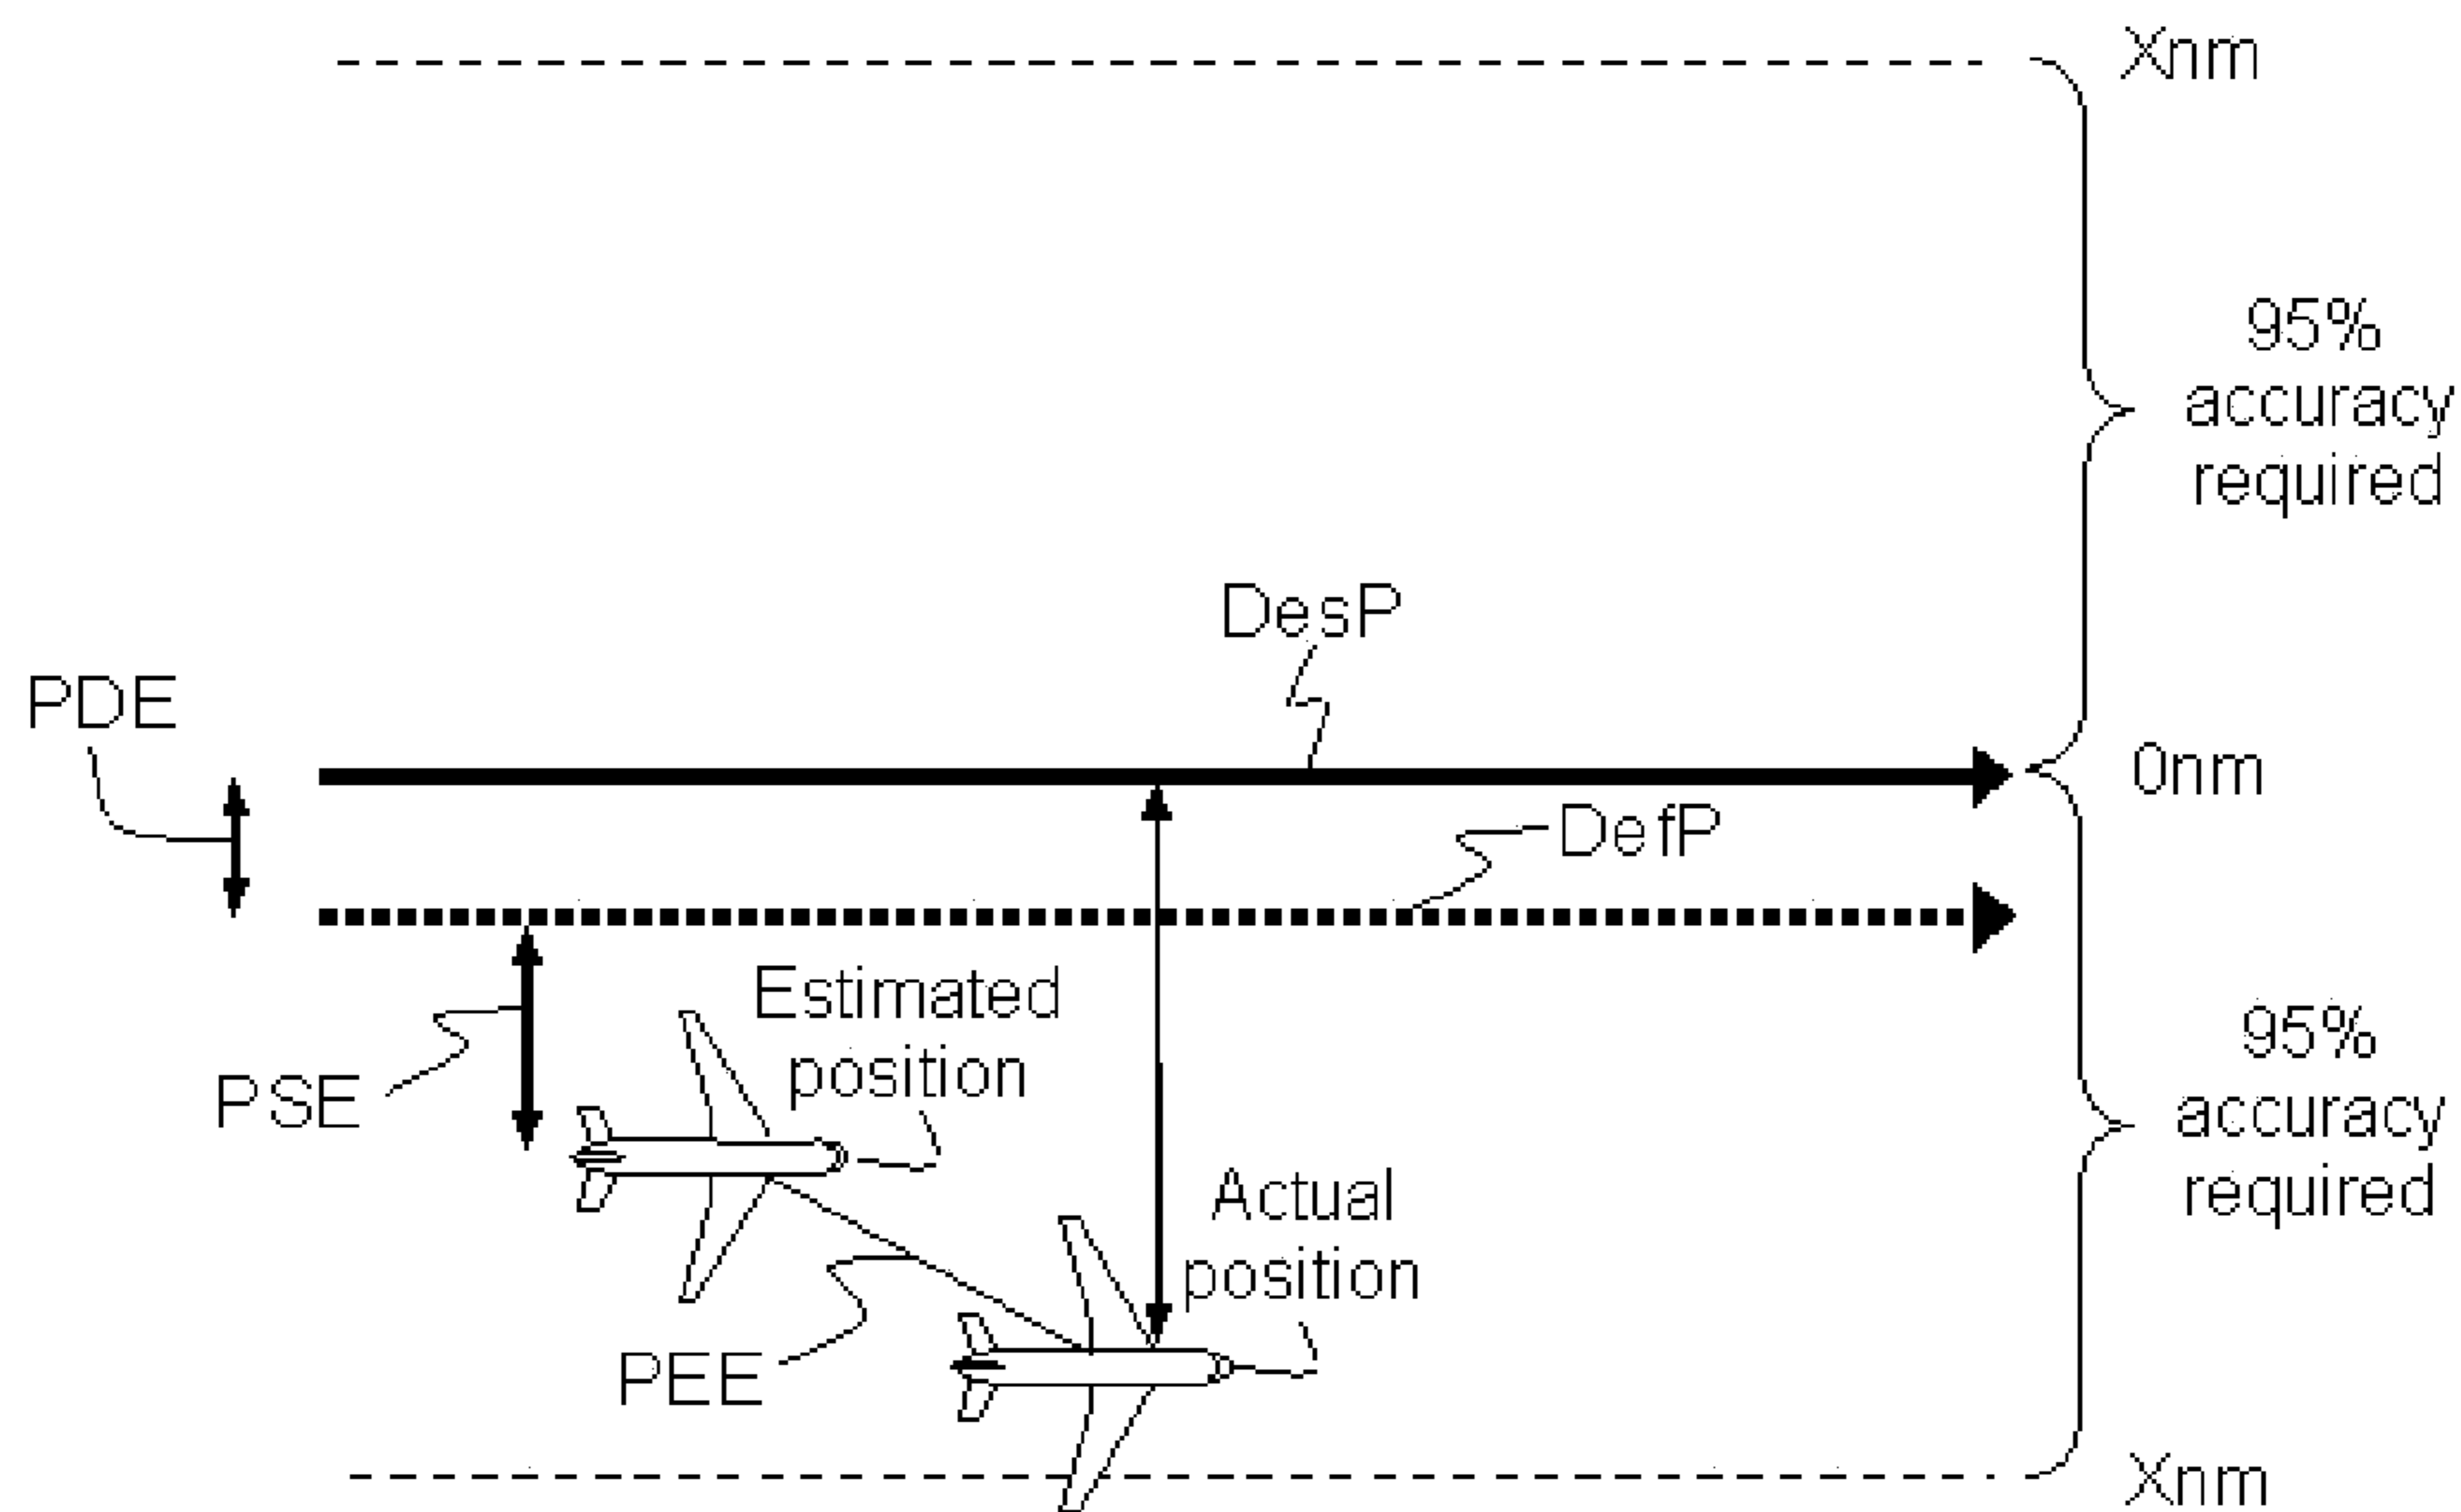 Xnm
95%
accuracy
required
DesP
PDE
0nm
DefP
Estimated
position
95%
accuracy
required
PSE
Actual
position
PEE
Xnm